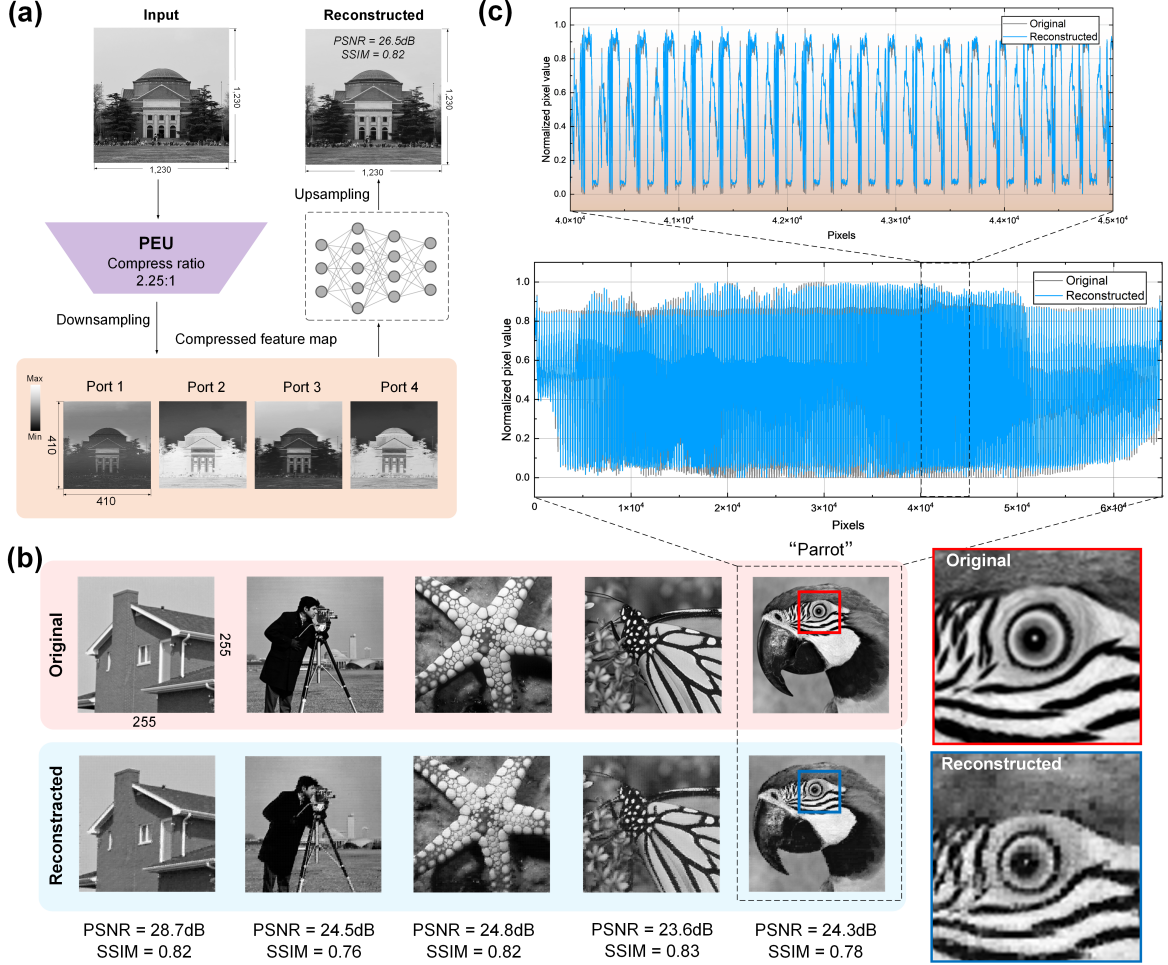 (a)
Input
Reconstructed
PSNR = 26.5dB
SSIM = 0.82
1,230
1,230
1,230
1,230
Upsampling
PEU
Compress ratio
2.25:1
Downsampling
Compressed feature map
Max
Min
Port 1
Port 2
Port 3
Port 4
410
410
(c)
Original
Reconstructed
Normalized pixel value
1.0
0.8
0.6
0.4
0.2
0.0
4.0×10⁴
4.1×10⁴
4.2×10⁴
4.3×10⁴
4.4×10⁴
4.5×10⁴
Pixels
Original
Reconstructed
Normalized pixel value
1.0
0.8
0.6
0.4
0.2
0.0
0
1×10⁴
2×10⁴
3×10⁴
4×10⁴
5×10⁴
6×10⁴
Pixels
(b)
“Parrot”
Original
255
255
Original
Reconstracted
Reconstructed
PSNR = 28.7dB
SSIM = 0.82
PSNR = 24.5dB
SSIM = 0.76
PSNR = 24.8dB
SSIM = 0.82
PSNR = 23.6dB
SSIM = 0.83
PSNR = 24.3dB
SSIM = 0.78